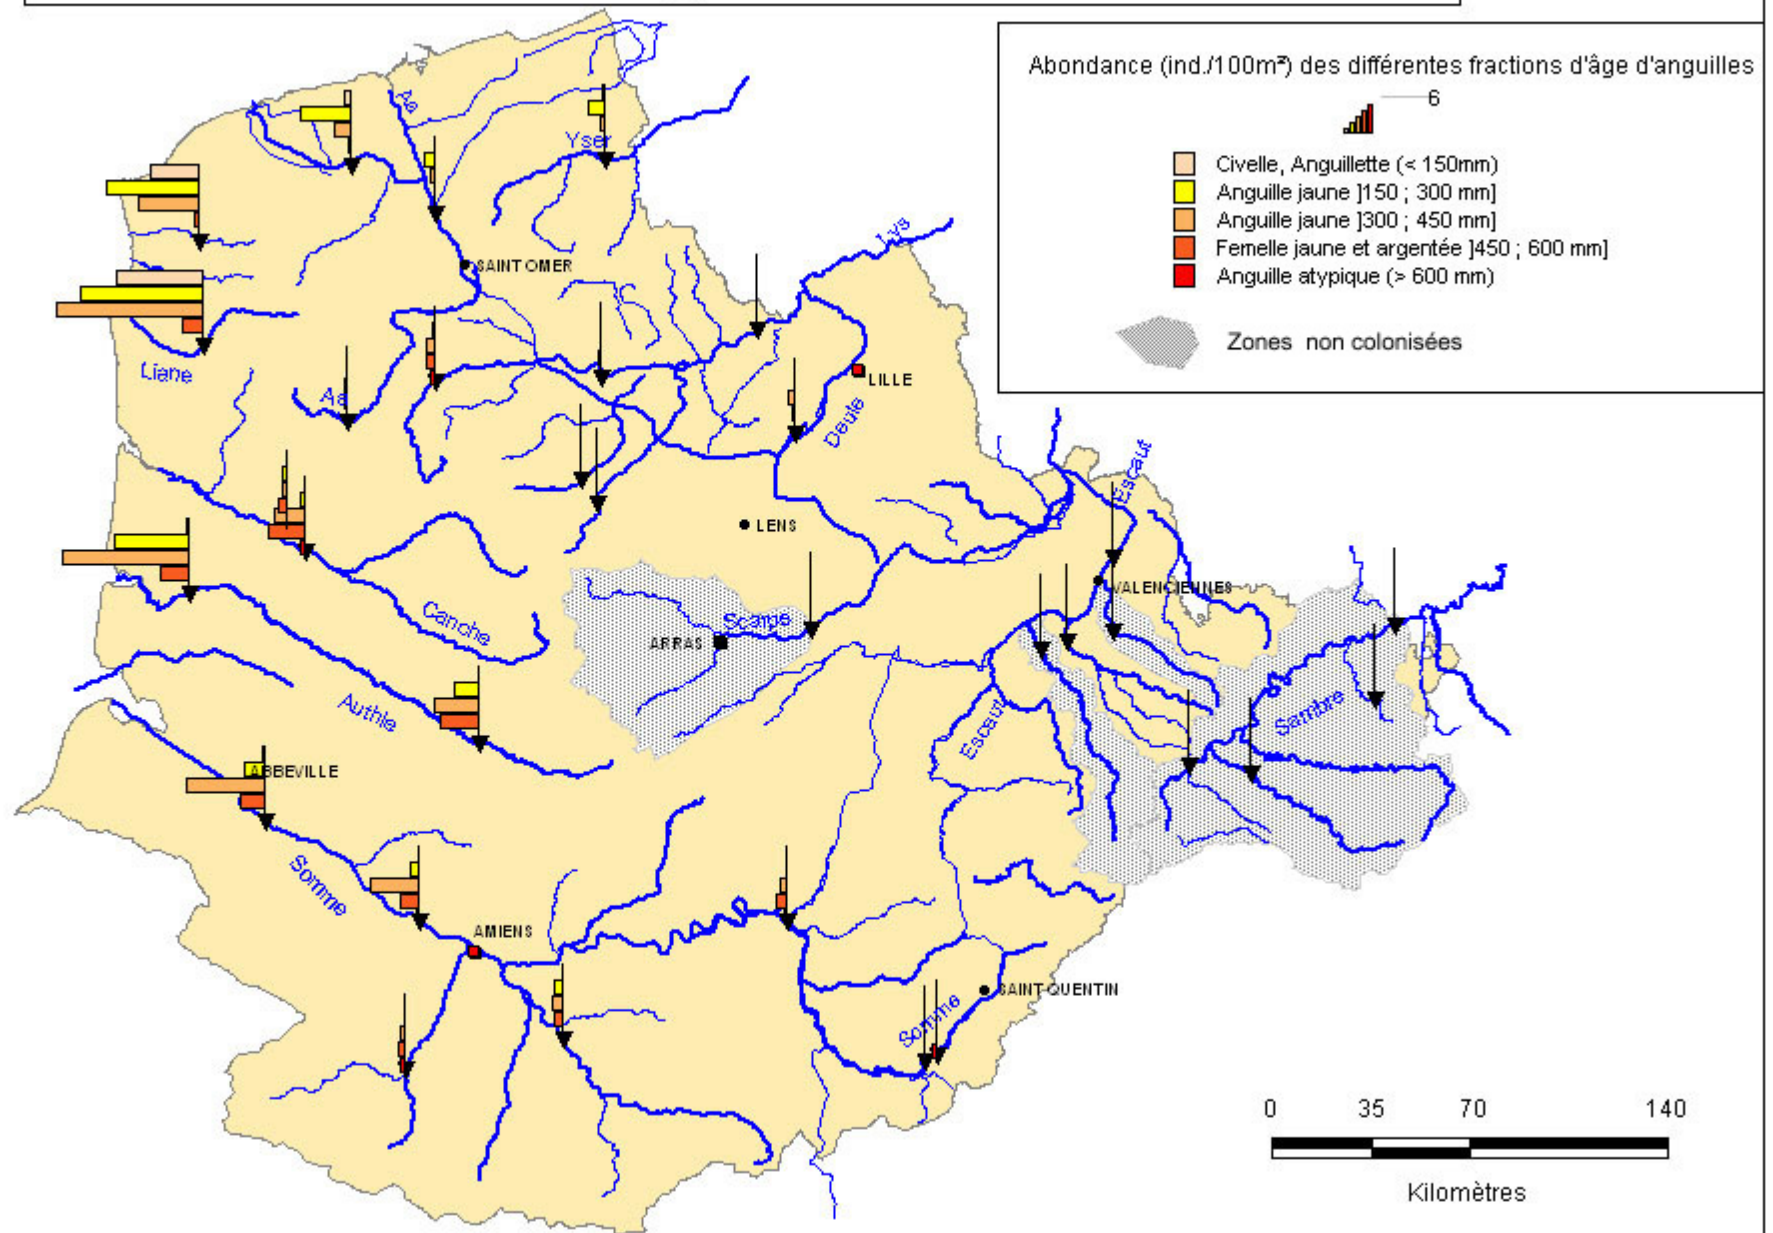 Abondance (ind./100m²) des différentes fractions d'âge d'anguilles
6
Civelle, Anguillette (< 150mm)
Anguille jaune ]150 ; 300 mm]
Anguille jaune ]300 ; 450 mm]
Femelle jaune et argentée ]450 ; 600 mm]
Anguille atypique (> 600 mm)
Zones non colonisées
Aa
Yser
Lys
SAINT OMER
Liane
Aa
LILLE
Deule
Escaut
LENS
VALENCIENNES
Canche
Scarpe
ARRAS
Authie
Escaut
Sambre
ABBEVILLE
Somme
AMIENS
SAINT QUENTIN
Somme
0 35 70 140
Kilomètres